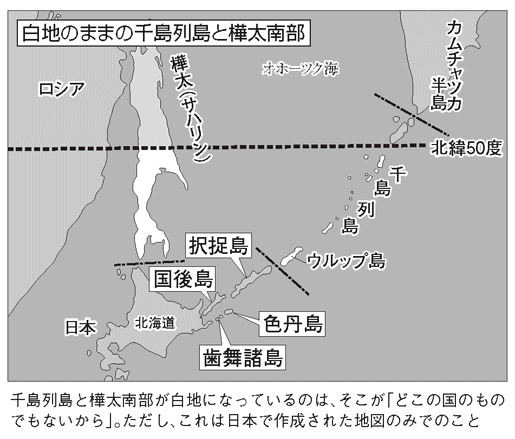 白地のままの千島列島と樺太南部
カムチャツカ
半島
オホーツク海
樺太(サハリン)
ロシア
北緯50度
千
島
列
島
択捉島
ウルップ島
国後島
色丹島
北海道
日本
歯舞諸島
千島列島と樺太南部が白地になっているのは、そこが「どこの国のもの
でもないから」。ただし、これは日本で作成された地図のみでのこと